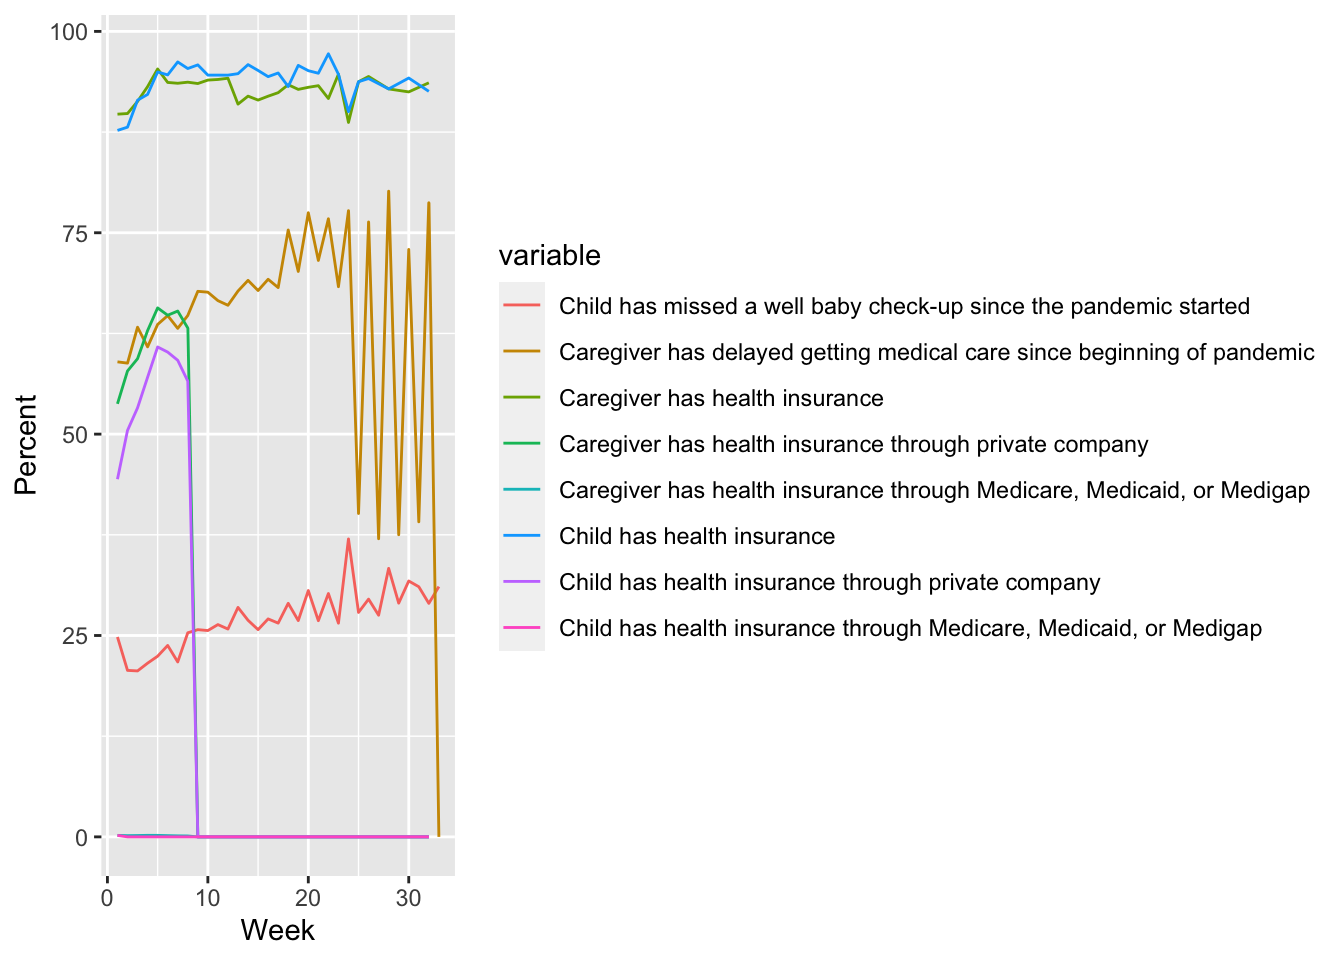 100
75
50
25
0
Percent
0 10 20 30
Week
variable
Child has missed a well baby check-up since the pandemic started
Caregiver has delayed getting medical care since beginning of pandemic
Caregiver has health insurance
Caregiver has health insurance through private company
Caregiver has health insurance through Medicare, Medicaid, or Medigap
Child has health insurance
Child has health insurance through private company
Child has health insurance through Medicare, Medicaid, or Medigap